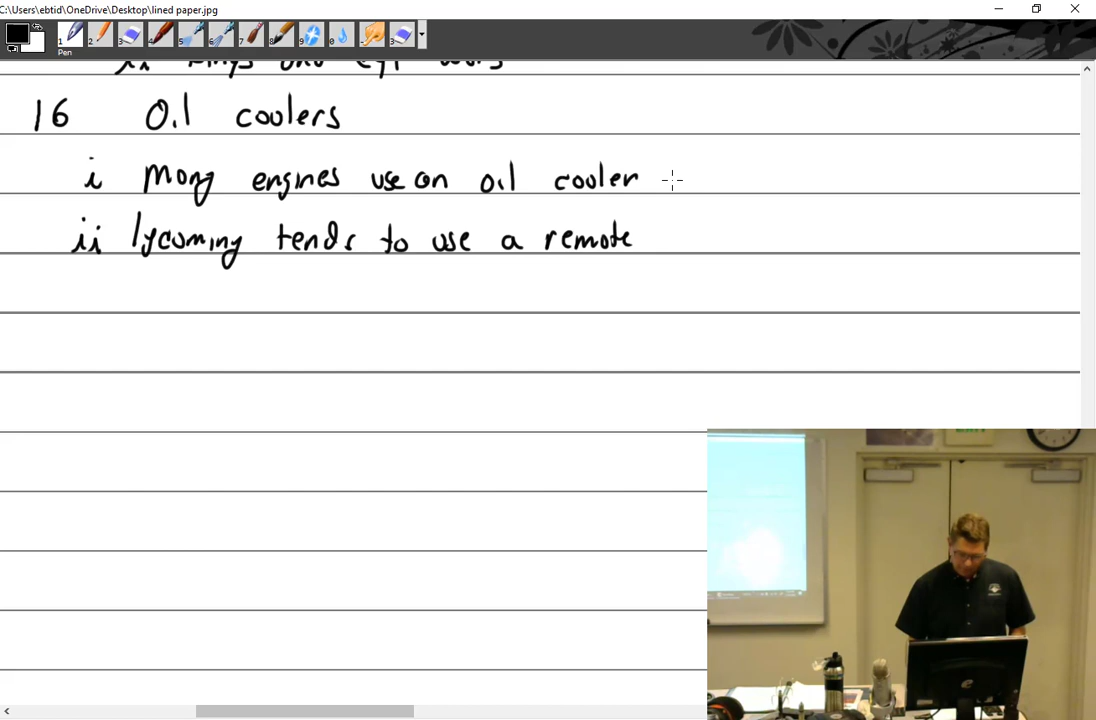 C:\Users\ebtid\OneDrive\Desktop\lined paper.jpg
Pen
16 Oil coolers
i Many engines use an oil cooler
ii lycoming tends to use a remote